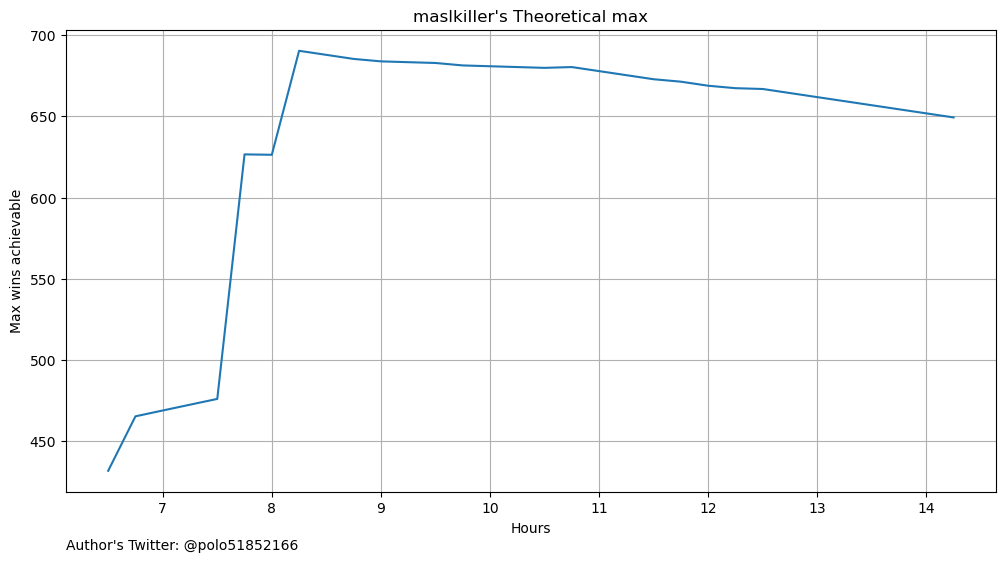 maslkiller's Theoretical max
Max wins achievable
700
650
600
550
500
450
7 8 9 10 11 12 13 14
Hours
Author's Twitter: @polo51852166